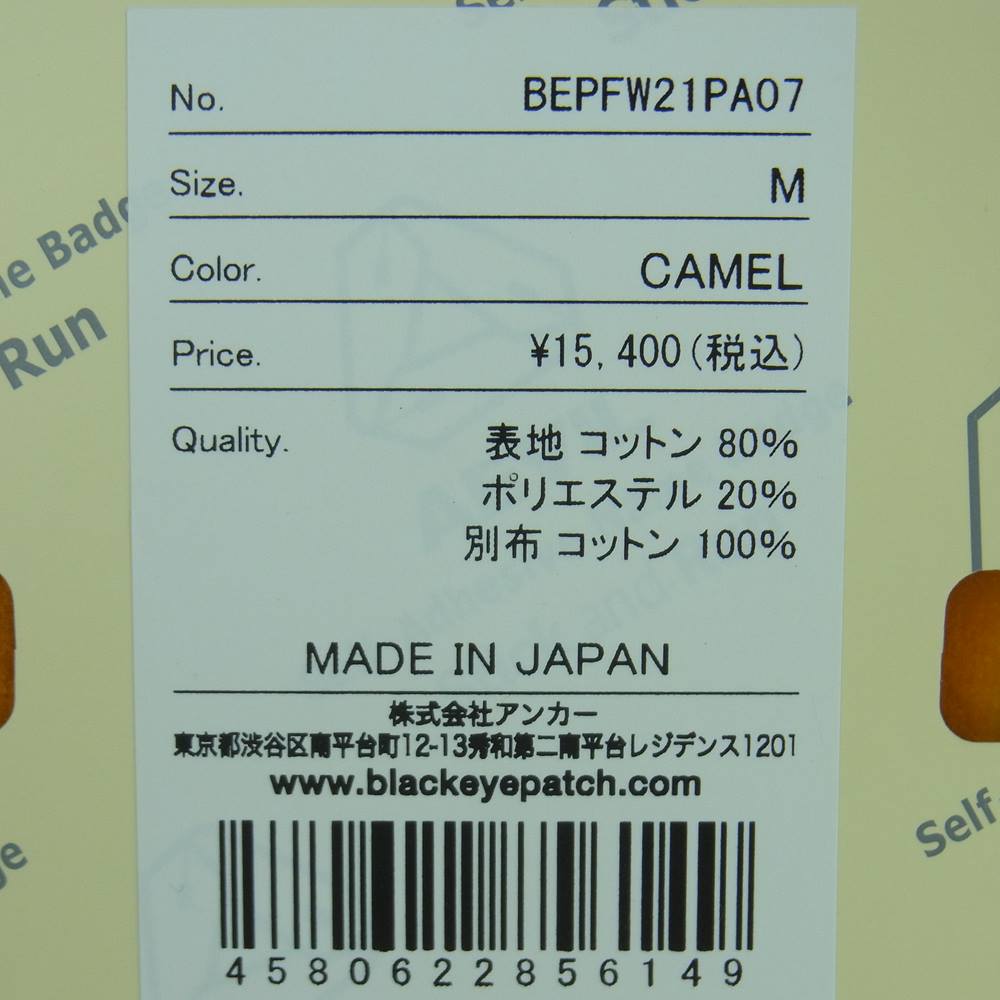 No. BEPFW21PA07
Size. M
Color. CAMEL
Price. ¥15,400(税込)
Quality. 表地 コットン 80%
ポリエステル 20%
別布 コットン 100%
MADE IN JAPAN
株式会社アンカー
東京都渋谷区南平台町12-13秀和第二南平台レジデンス1201
www.blackeyepatch.com
4580622856149
Run
Self